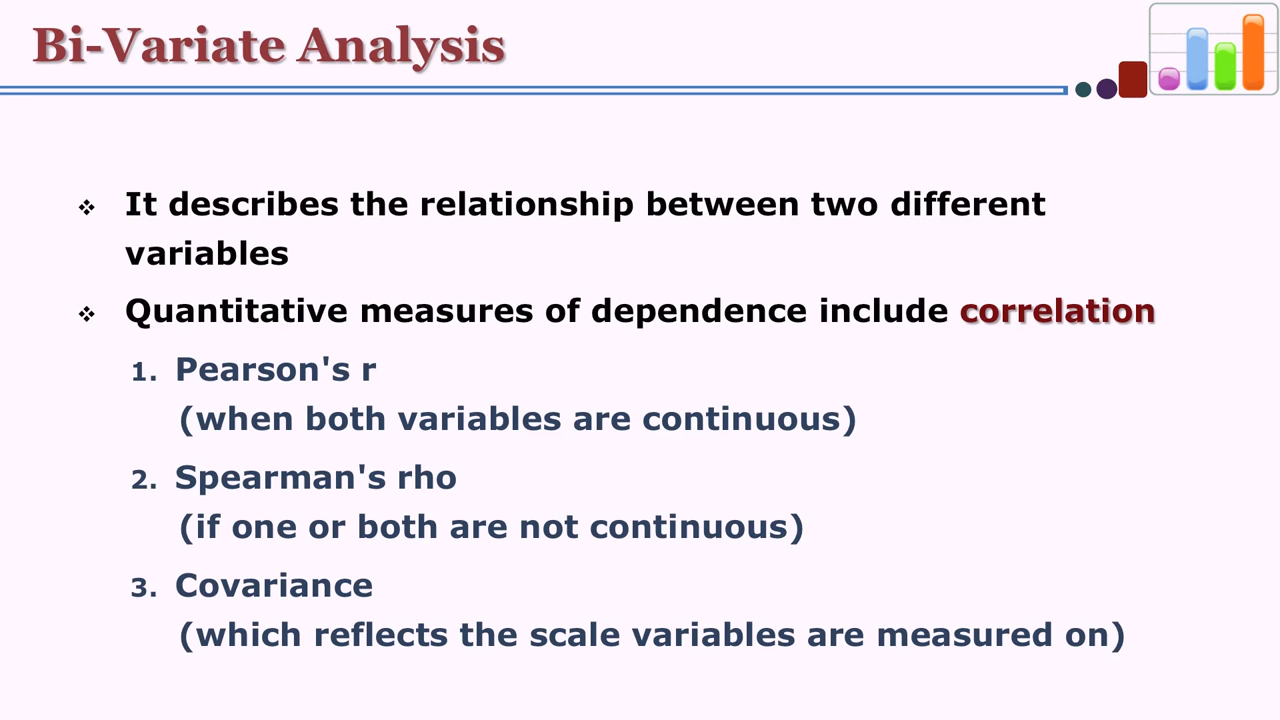 Bi-Variate Analysis
❖ It describes the relationship between two different
variables
❖ Quantitative measures of dependence include correlation
1. Pearson's r
(when both variables are continuous)
2. Spearman's rho
(if one or both are not continuous)
3. Covariance
(which reflects the scale variables are measured on)